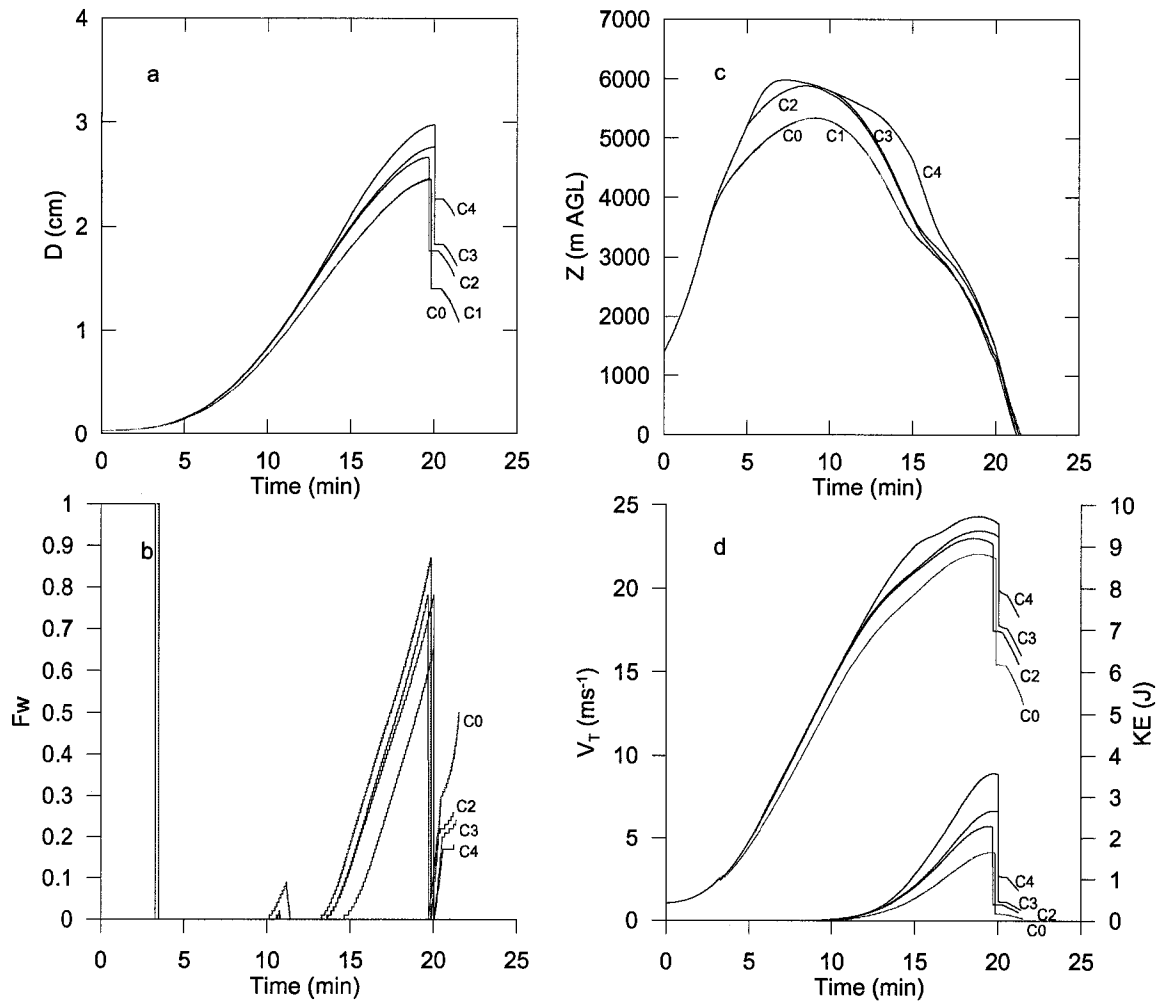 a
4
3
2
1
0
D (cm)
C4
C3
C2
C0 C1
0 5 10 15 20 25
Time (min)
c
7000
6000
5000
4000
3000
2000
1000
0
Z (m AGL)
C2
C0 C1 C3
C4
0 5 10 15 20 25
Time (min)
b
1
0.9
0.8
0.7
0.6
0.5
0.4
0.3
0.2
0.1
0
Fw
C0
C2
C3
C4
0 5 10 15 20 25
Time (min)
d
25
20
15
10
5
0
V_T (ms⁻¹)
C4
C3
C2
C0
C4
C3
C2
C0
10
9
8
7
6
5
4
3
2
1
0
KE (J)
0 5 10 15 20 25
Time (min)